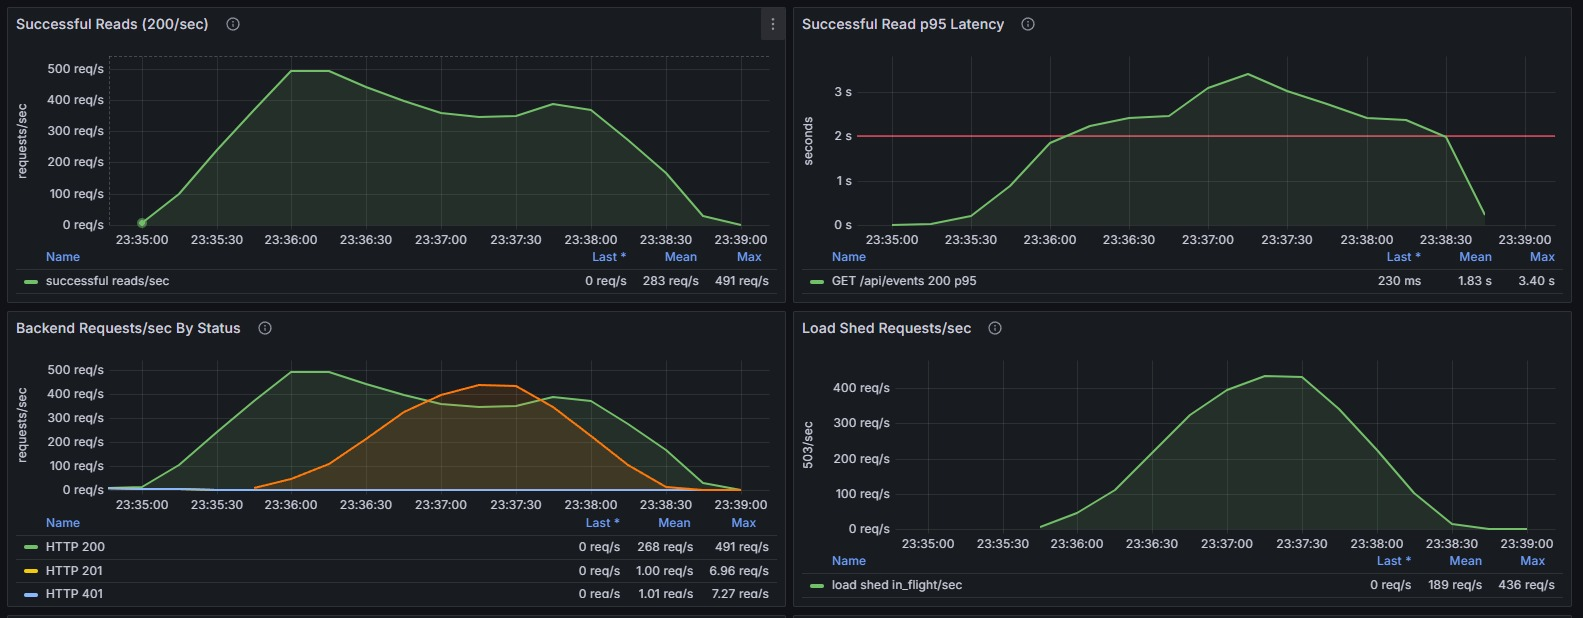 Successful Reads (200/sec)
500 req/s
400 req/s
300 req/s
200 req/s
100 req/s
0 req/s
requests/sec
23:35:00 23:35:30 23:36:00 23:36:30 23:37:00 23:37:30 23:38:00 23:38:30 23:39:00
Name Last * Mean Max
successful reads/sec 0 req/s 283 req/s 491 req/s
Successful Read p95 Latency
3 s
2 s
1 s
0 s
seconds
23:35:00 23:35:30 23:36:00 23:36:30 23:37:00 23:37:30 23:38:00 23:38:30 23:39:00
Name Last * Mean Max
GET /api/events 200 p95 230 ms 1.83 s 3.40 s
Backend Requests/sec By Status
500 req/s
400 req/s
300 req/s
200 req/s
100 req/s
0 req/s
requests/sec
23:35:00 23:35:30 23:36:00 23:36:30 23:37:00 23:37:30 23:38:00 23:38:30 23:39:00
Name Last * Mean Max
HTTP 200 0 req/s 268 req/s 491 req/s
HTTP 201 0 req/s 1.00 req/s 6.96 req/s
HTTP 401 0 req/s 1.01 req/s 7.27 req/s
Load Shed Requests/sec
400 req/s
300 req/s
200 req/s
100 req/s
0 req/s
503/sec
23:35:00 23:35:30 23:36:00 23:36:30 23:37:00 23:37:30 23:38:00 23:38:30 23:39:00
Name Last * Mean Max
load shed in_flight/sec 0 req/s 189 req/s 436 req/s